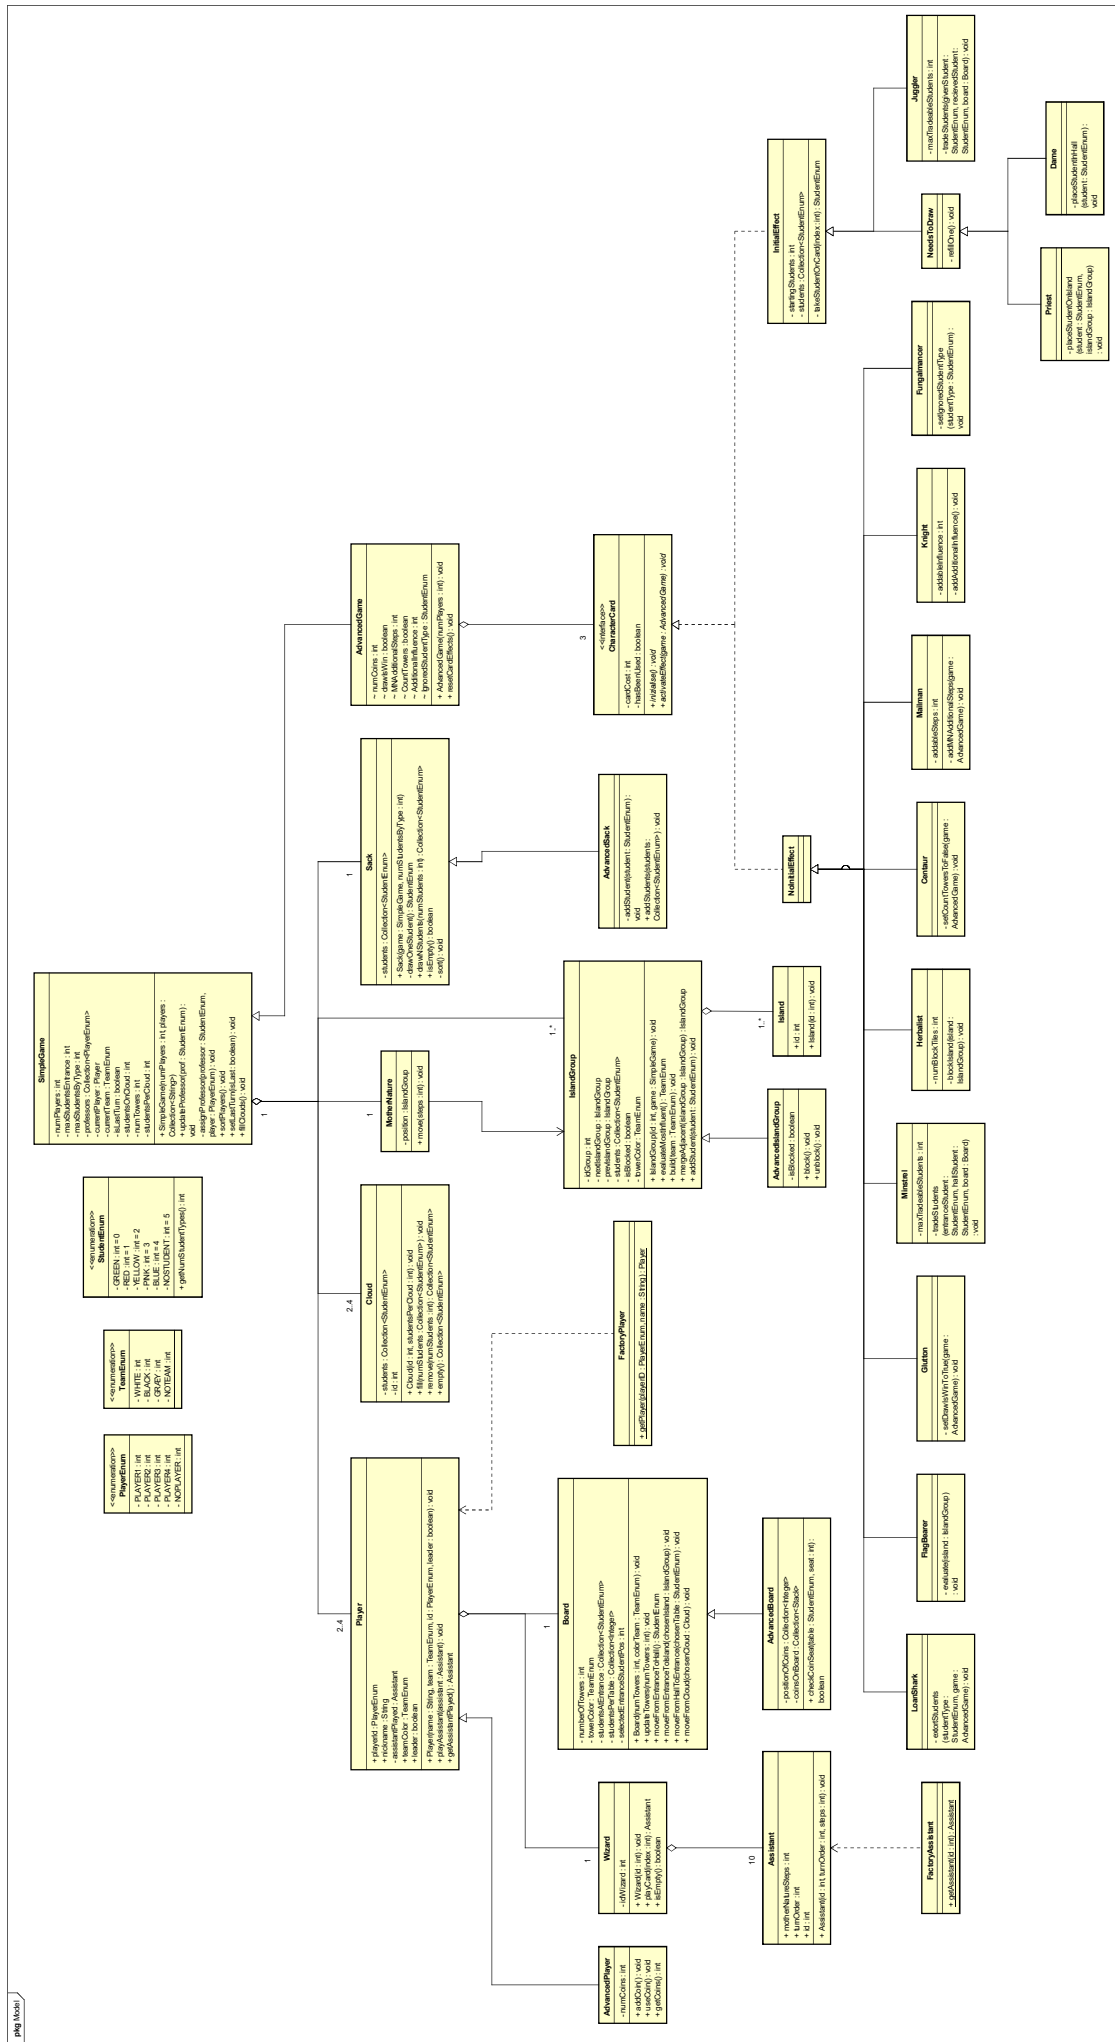 pkg Model
SimpleGame
- numPlayers : int
- maxStudentsEntrance : int
- maxStudentsByType : int
- professors : Collection<PlayerEnum>
- currentPlayer : Player
- currentTeam : TeamEnum
- isLastTurn : boolean
- studentsOnCloud : int
- numTowers : int
- studentsPerCloud : int
+ SimpleGame(numPlayers : int, players :
Collection<String>)
+ updateProfessor(prof : StudentEnum) :
void
- assignProfessor(professor : StudentEnum,
player : PlayerEnum) : void
+ sortPlayers() : void
+ setLastTurn(isLast : boolean) : void
+ fillClouds() : void
<<enumeration>>
PlayerEnum
- PLAYER1 : int
- PLAYER2 : int
- PLAYER3 : int
- PLAYER4 : int
- NOPLAYER : int
<<enumeration>>
TeamEnum
- WHITE : int
- BLACK : int
- GRAEY : int
- NOTEAM : int
<<enumeration>>
StudentEnum
- GREEN : int = 0
- RED : int = 1
- YELLOW : int = 2
- PINK : int = 3
- BLUE : int = 4
- NOSTUDENT : int = 5
+ getNumStudentTypes() : int
1
2..4
Player
+ playerId : PlayerEnum
+ nickname : String
- assistantPlayed : Assistant
+ teamColor : TeamEnum
+ leader : boolean
+ Player(name : String, team : TeamEnum, id : PlayerEnum, leader : boolean) : void
+ playAssistant(assistant : Assistant) : void
+ getAssistantPlayed() : Assistant
2..4
Cloud
- students : Collection<StudentEnum>
- id : int
+ Cloud(id : int, studentsPerCloud : int) : void
+ fill(numStudents : Collection<StudentEnum>) : void
+ remove(numStudents : int) : Collection<StudentEnum>
+ empty() : Collection<StudentEnum>
1
MotherNature
- position : IslandGroup
+ move(steps : int) : void
1
Sack
- students : Collection<StudentEnum>
+ Sack(game : SimpleGame, numStudentsByType : int)
- drawOneStudent() : StudentEnum
+ drawNStudents(numStudents : int) : Collection<StudentEnum>
+ isEmpty() : boolean
- sort() : void
AdvancedGame
~ numCoins : int
~ drawIsWin : boolean
~ MNAdditionalSteps : int
~ CountTowers : boolean
~ AdditionalInfluence : int
~ IgnoredStudentType : StudentEnum
+ AdvancedGame(numPlayers : int) : void
+ resetCardEffects() : void
AdvancedPlayer
- numCoins : int
+ addCoin() : void
+ useCoin() : void
+ getCoins() : int
1
Wizard
- idWizard : int
+ Wizard(id : int) : void
+ playCard(index : int) : Assistant
+ isEmpty() : boolean
1
Board
- numberOfTowers : int
- towerColor : TeamEnum
- studentsAtEntrance : Collection<StudentEnum>
- studentsPerTable : Collection<Integer>
- selectedEntranceStudentPos : int
+ Board(numTowers : int, colorTeam : TeamEnum) : void
+ updateTowers(numTowers : int) : void
+ moveFromEntranceToHall() : StudentEnum
+ moveFromEntranceToIsland(chosenIsland : IslandGroup) : void
+ moveFromHallToEntrance(chosenTable : StudentEnum) : void
+ moveFromCloud(chosenCloud : Cloud) : void
FactoryPlayer
+ getPlayer(playerID : PlayerEnum, name : String) : Player
1..*
IslandGroup
- idGroup : int
- nextIslandGroup : IslandGroup
- prevIslandGroup : IslandGroup
- students : Collection<StudentEnum>
- isBlocked : boolean
- towerColor : TeamEnum
+ IslandGroup(id : int, game : SimpleGame) : void
+ evaluateMostInfluent() : TeamEnum
+ build(team : TeamEnum) : void
+ mergeAdjacent(islandGroup : IslandGroup) : IslandGroup
+ addStudent(student : StudentEnum)
AdvancedSack
- addStudent(student : StudentEnum) :
void
+ addStudents(students :
Collection<StudentEnum>) : void
3
<<interface>>
CharacterCard
- cardCost : int
- hasBeenUsed : boolean
+ inizialise() : void
+ activateEffect(game : AdvancedGame) : void
10
Assistant
+ motherNatureSteps : int
+ turnOrder : int
+ id : int
+ Assistant(id : int, turnOrder : int, steps : int) : void
AdvancedBoard
- positionOfCoins : Collection<Integer>
- coinsOnBoard : Collection<Stack>
+ checkCoinSeat(table : StudentEnum, seat : int) :
boolean
AdvancedIslandGroup
- isBlocked : boolean
+ block() : void
+ unblock() : void
1..*
Island
+ id : int
+ Island(id : int) : void
NoInitialEffect
InitialEffect
- startingStudents : int
- students : Collection<StudentEnum>
- takeStudentOnCard(index : int) : StudentEnum
FactoryAssistant
+ getAssistant(id : int) : Assistant
LoanShark
- extortStudents
(studentType :
StudentEnum, game :
AdvancedGame) : void
FlagBearer
- evaluate(island : IslandGroup)
: void
Glutton
- setDrawIsWinToTrue(game :
AdvancedGame) : void
Minstrel
- maxTradeableStudents : int
- tradeStudents
(entranceStudent :
StudentEnum, hallStudent :
StudentEnum, board : Board)
: void
Herbalist
- numBlockTiles : int
- blockIsland(island :
IslandGroup) : void
Centaur
- setCountTowersToFalse(game :
AdvancedGame) : void
Mailman
- addableSteps : int
- addMNAdditionalSteps(game :
AdvancedGame) : void
Knight
- addableInfluence : int
- addAdditionalInfluence() : void
Fungalmancer
- setIgnoredStudentType
(studentType : StudentEnum) :
void
NeedsToDraw
- refillOne() : void
Juggler
- maxTradeableStudents : int
- tradeStudents(givenStudent :
StudentEnum, recievedStudent :
StudentEnum, board : Board) : void
Priest
- placeStudentOnIsland
(student : StudentEnum,
islandGroup : IslandGroup)
: void
Dame
- placeStudentInHall
(student : StudentEnum) :
void